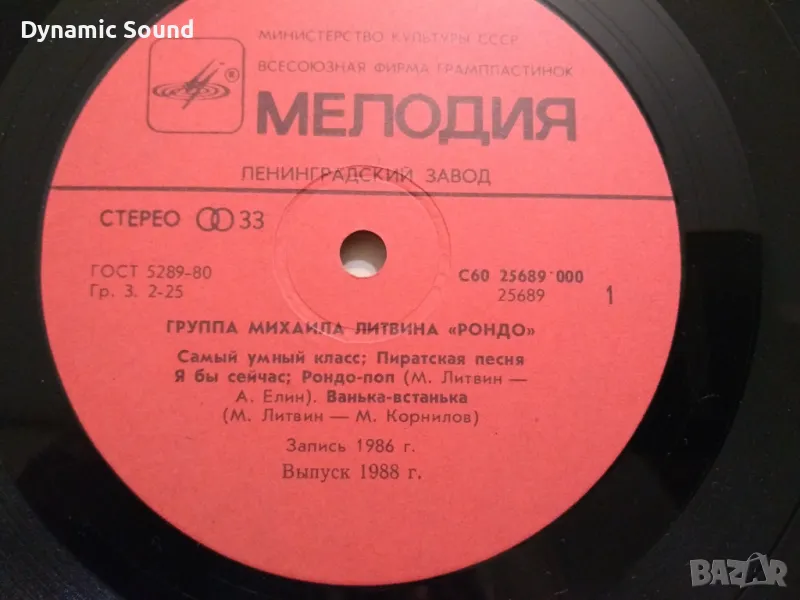 Dynamic Sound
МИНИСТЕРСТВО КУЛЬТУРЫ СССР
ВСЕСОЮЗНАЯ ФИРМА ГРАМПЛАСТИНОК
®
МЕЛОДИЯ
ЛЕНИНГРАДСКИЙ ЗАВОД
СТЕРЕО 33
ГОСТ 5289-80
Гр. 3. 2-25
С60 25689 000
25689 1
ГРУППА МИХАИЛА ЛИТВИНА «РОНДО»
Самый умный класс; Пиратская песня
Я бы сейчас; Рондо-поп (М. Литвин —
А. Елин). Ванька-встанька
(М. Литвин — М. Корнилов)
Запись 1986 г.
Выпуск 1988 г.
BAZAR